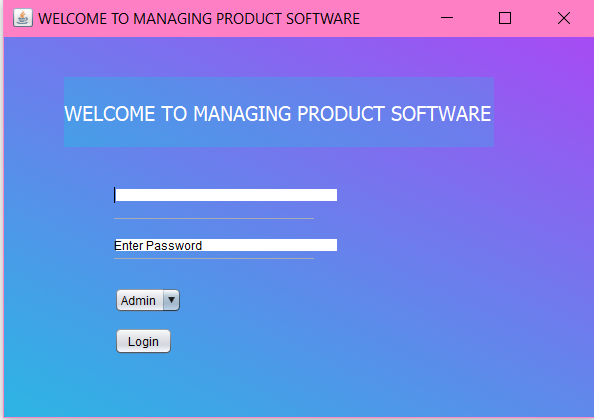 WELCOME TO MANAGING PRODUCT SOFTWARE
WELCOME TO MANAGING PRODUCT SOFTWARE
Enter Password
Admin
Login